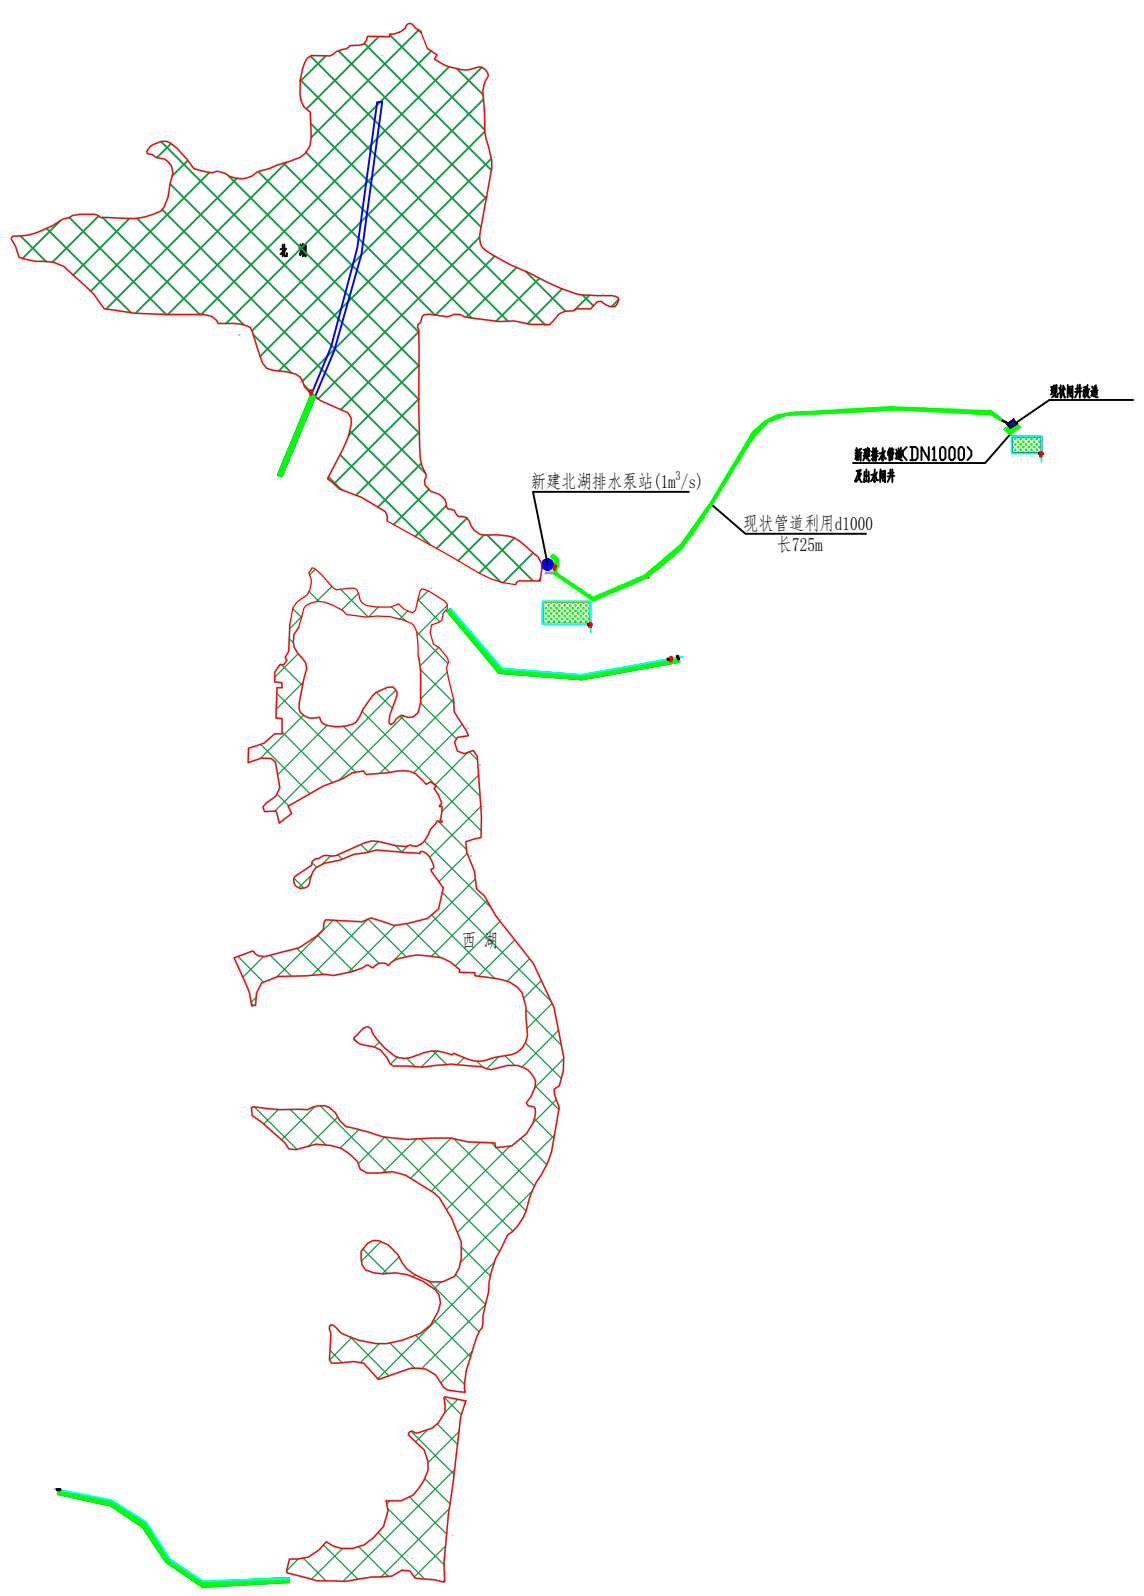 北 湖
现状闸井改造
新建排水管道(DN1000)
及出水闸井
新建北湖排水泵站(1m³/s)
现状管道利用d1000
长725m
西 湖